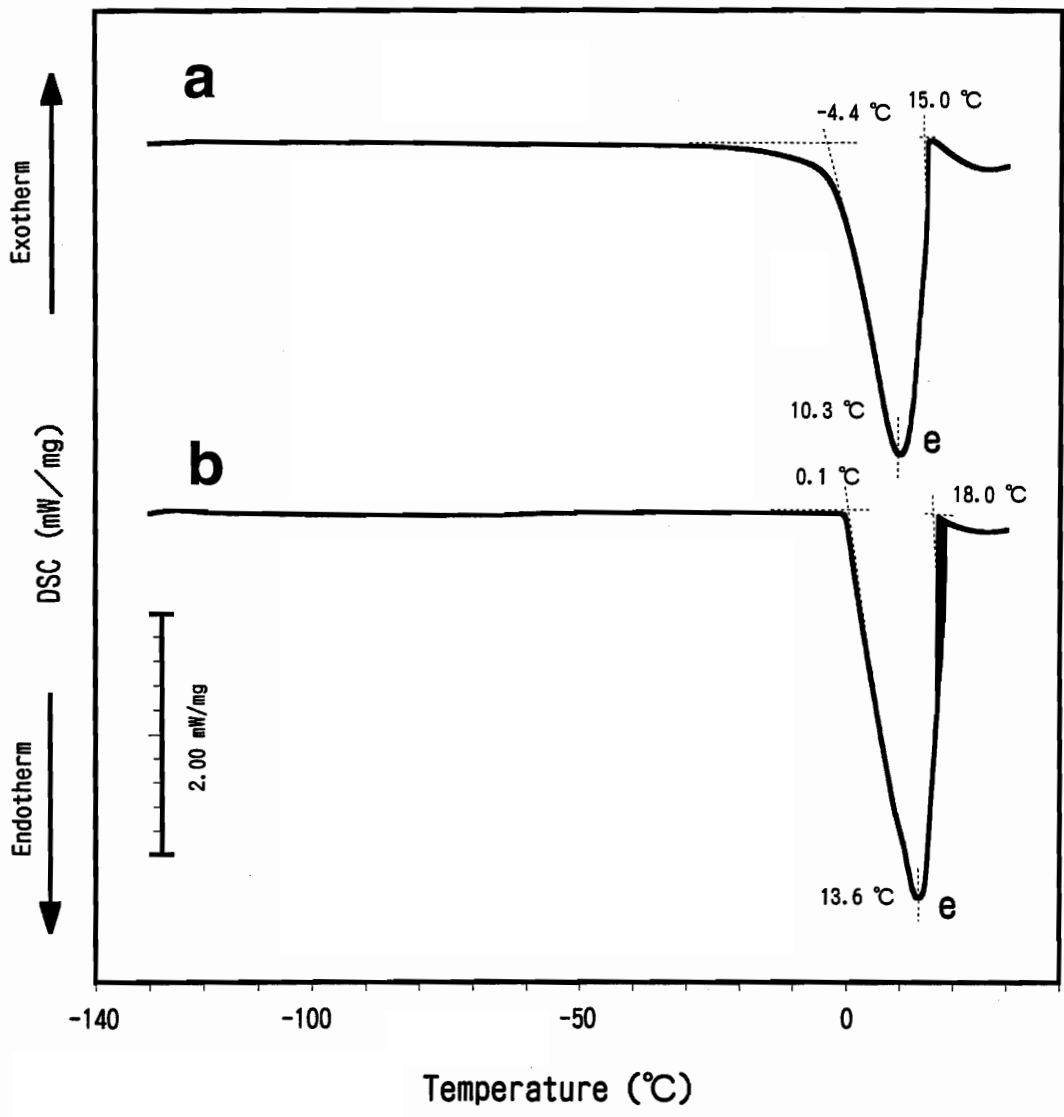 a
-4.4 ℃
15.0 ℃
Exotherm
10.3 ℃
e
b
0.1 ℃
18.0 ℃
DSC (mW/mg)
2.00 mW/mg
Endotherm
13.6 ℃
e
-140
-100
-50
0
Temperature (℃)